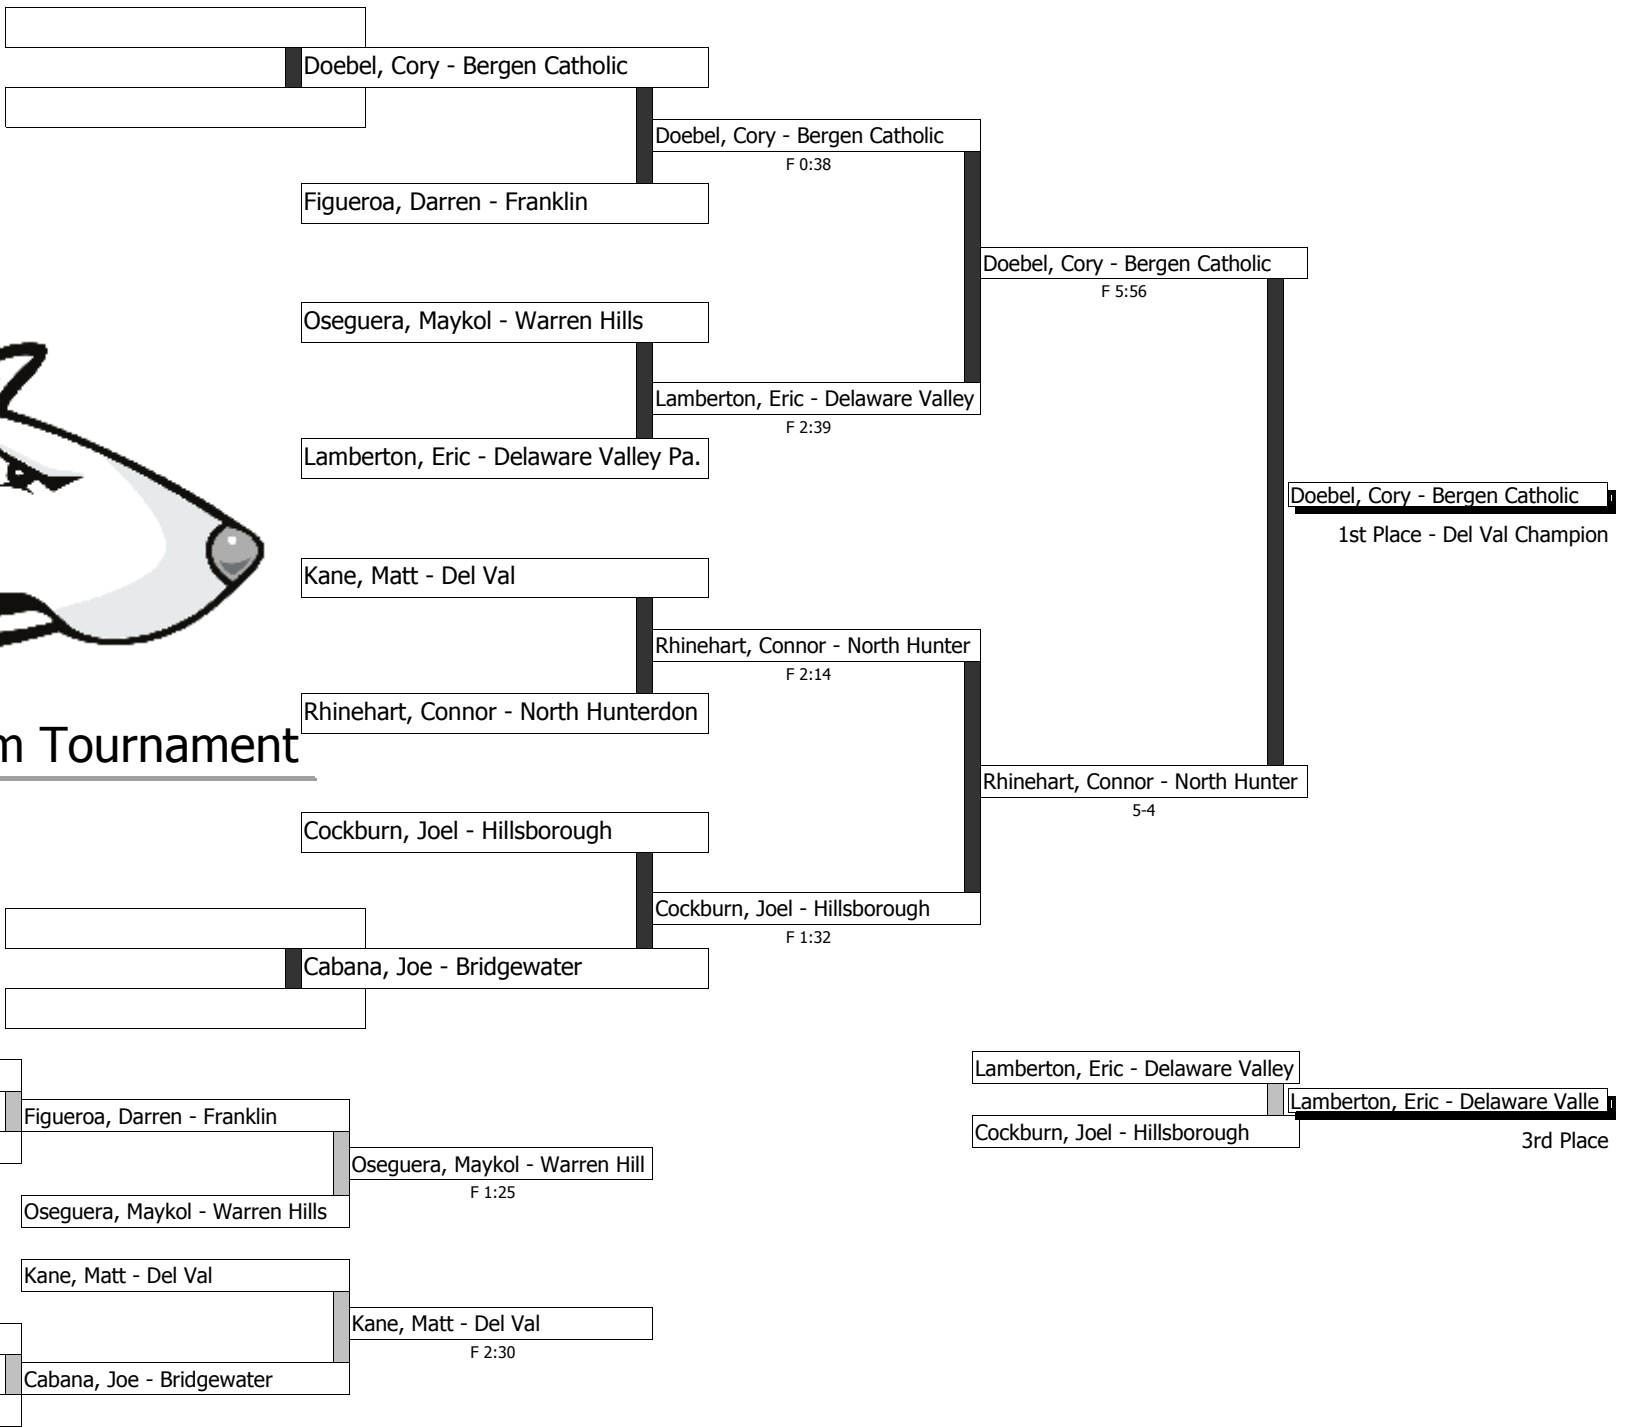 Doebel, Cory - Bergen Catholic
Doebel, Cory - Bergen Catholic
F 0:38
Figueroa, Darren - Franklin
Doebel, Cory - Bergen Catholic
F 5:56
Oseguera, Maykol - Warren Hills
Lamberton, Eric - Delaware Valley
F 2:39
Lamberton, Eric - Delaware Valley Pa.
Doebel, Cory - Bergen Catholic
1st Place - Del Val Champion
Kane, Matt - Del Val
Rhinehart, Connor - North Hunter
F 2:14
Rhinehart, Connor - North Hunterdon
m Tournament
Rhinehart, Connor - North Hunter
5-4
Cockburn, Joel - Hillsborough
Cockburn, Joel - Hillsborough
F 1:32
Cabana, Joe - Bridgewater
Lamberton, Eric - Delaware Valley
Lamberton, Eric - Delaware Valle
Cockburn, Joel - Hillsborough
3rd Place
Figueroa, Darren - Franklin
Oseguera, Maykol - Warren Hill
F 1:25
Oseguera, Maykol - Warren Hills
Kane, Matt - Del Val
Kane, Matt - Del Val
F 2:30
Cabana, Joe - Bridgewater